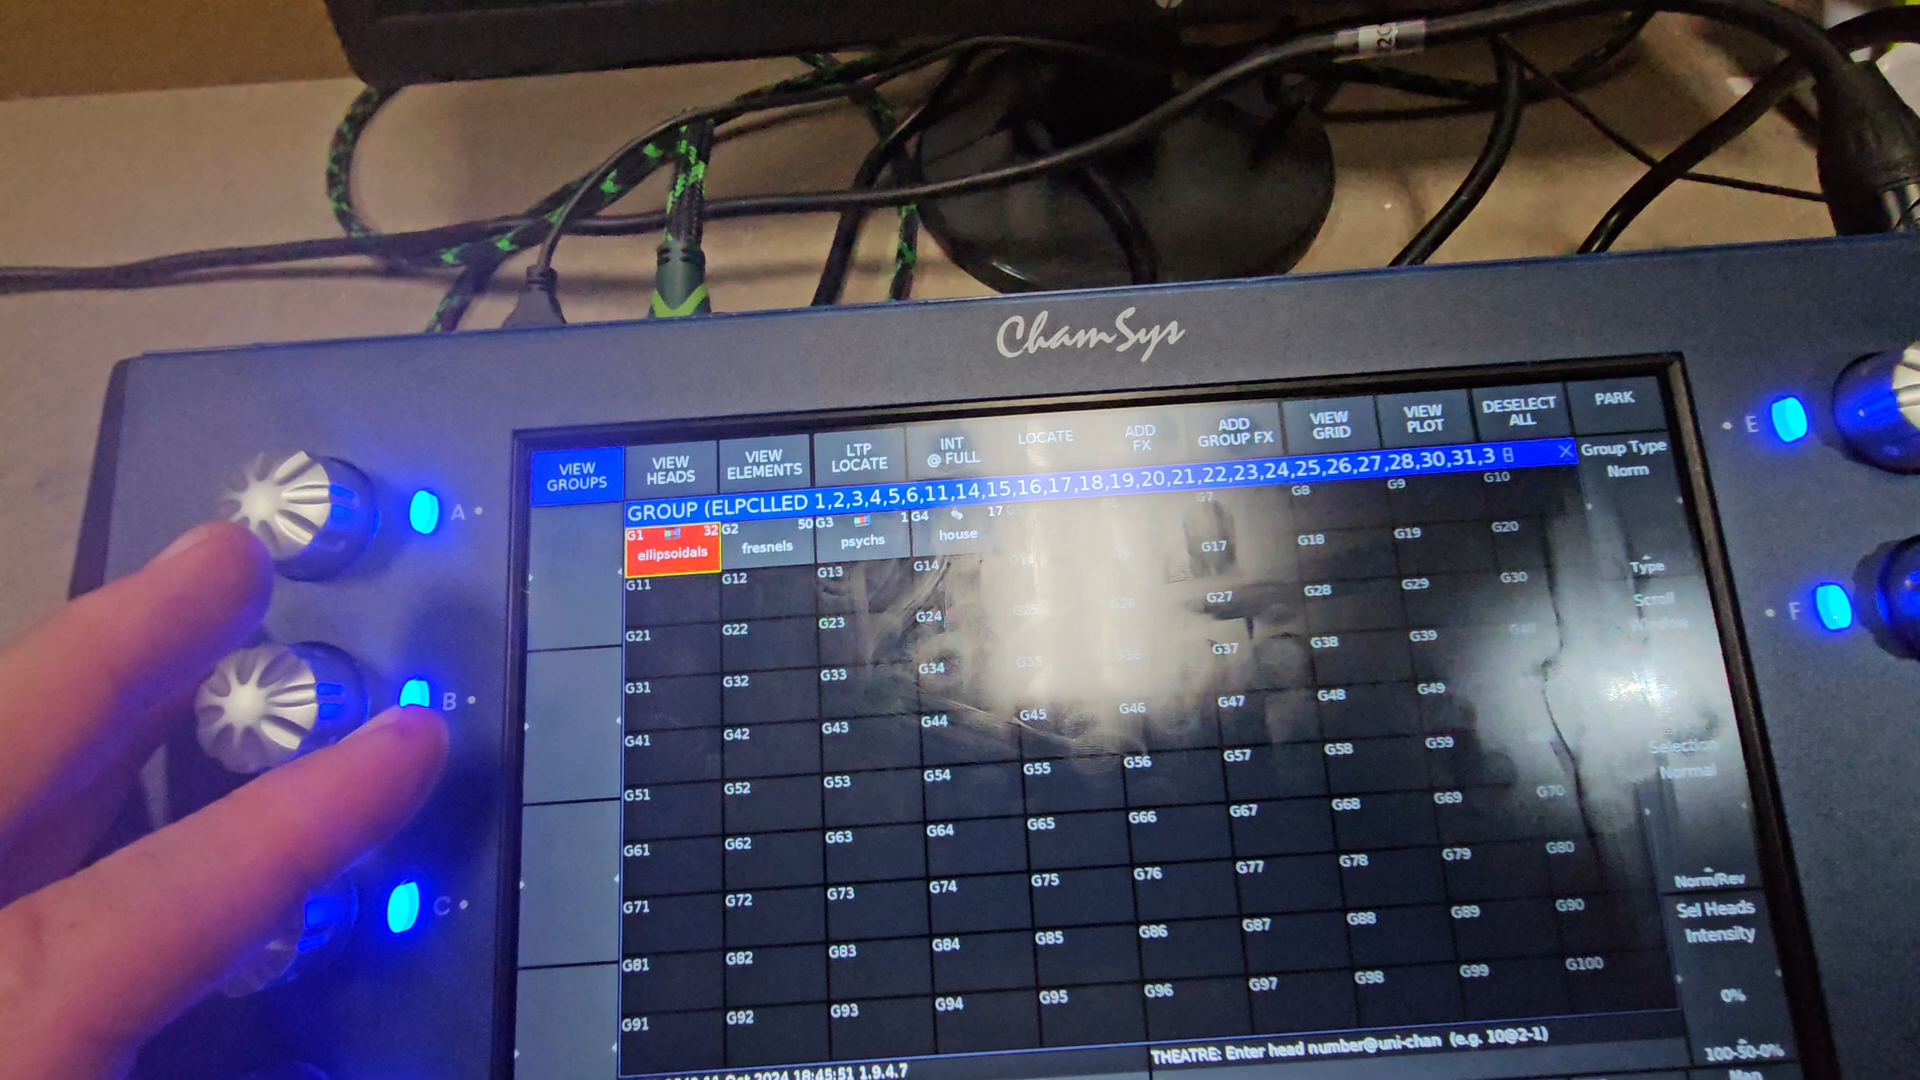 ChamSys
VIEW GROUPS
VIEW HEADS
VIEW ELEMENTS
LTP LOCATE
INT @ FULL
LOCATE
ADD FX
ADD GROUP FX
VIEW GRID
VIEW PLOT
DESELECT ALL
PARK
GROUP (ELPCLLED 1,2,3,4,5,6,11,14,15,16,17,18,19,20,21,22,23,24,25,26,27,28,30,31,3
Group Type
Norm
G1 32 ellipsoidals
G2 50 fresnels
G3 1 psychs
G4 17 house
G7 G8 G9 G10
G11 G12 G13 G14 G17 G18 G19 G20
G21 G22 G23 G24 G25 G26 G27 G28 G29 G30
G31 G32 G33 G34 G35 G36 G37 G38 G39
G41 G42 G43 G44 G45 G46 G47 G48 G49
G51 G52 G53 G54 G55 G56 G57 G58 G59
G61 G62 G63 G64 G65 G66 G67 G68 G69 G70
G71 G72 G73 G74 G75 G76 G77 G78 G79 G80
G81 G82 G83 G84 G85 G86 G87 G88 G89 G90
G91 G92 G93 G94 G95 G96 G97 G98 G99 G100
Type
Scroll
Window
Selection
Normal
Norm/Rev
Sel Heads
Intensity
0%
100-50-0%
THEATRE: Enter head number@uni-chan (e.g. 10@2-1)
11 Oct 2024 18:45:51 1.9.4.7
A
B
C
E
F